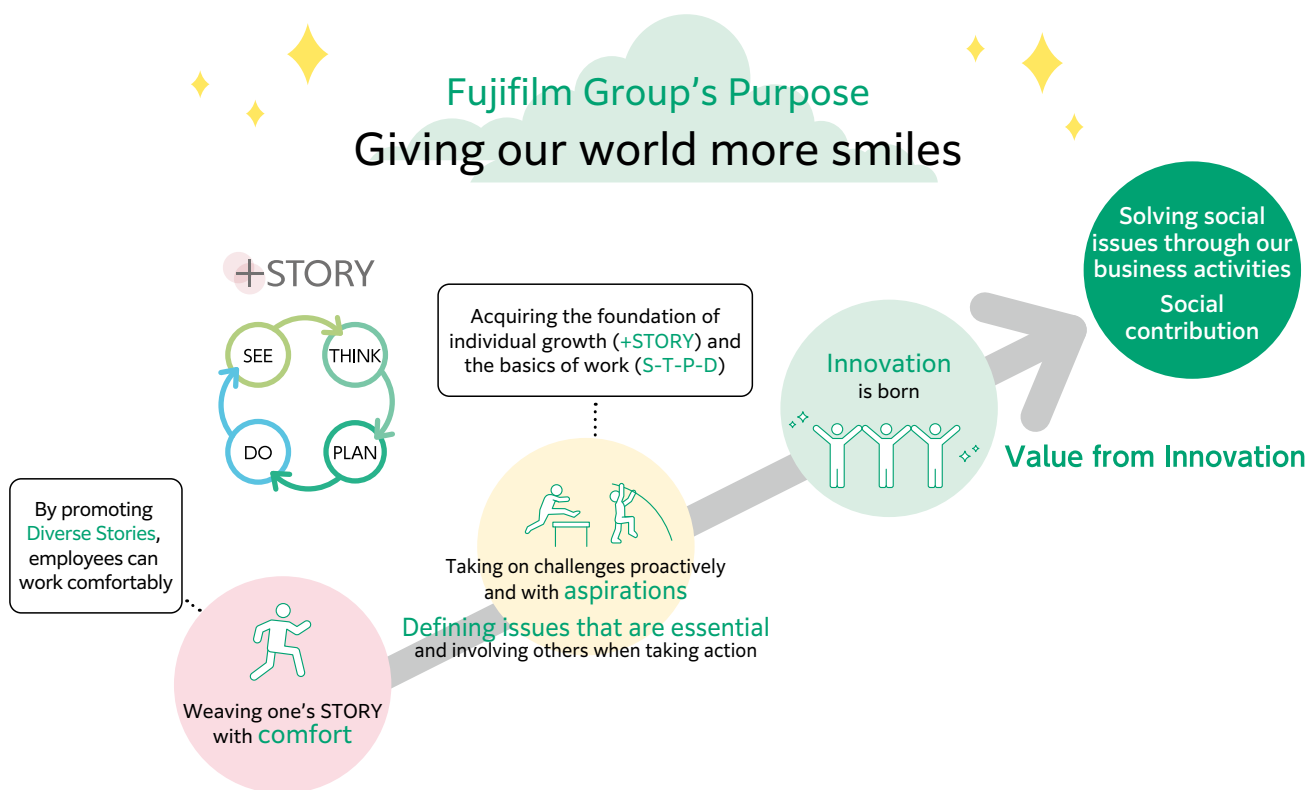 Fujifilm Group's Purpose
Giving our world more smiles
Solving social
issues through our
business activities
Social
contribution
+STORY
SEE
THINK
DO
PLAN
Acquiring the foundation of
individual growth (+STORY) and
the basics of work (S-T-P-D)
Innovation
is born
Value from Innovation
By promoting
Diverse Stories,
employees can
work comfortably
Taking on challenges proactively
and with aspirations
Defining issues that are essential
and involving others when taking action
Weaving one's STORY
with comfort